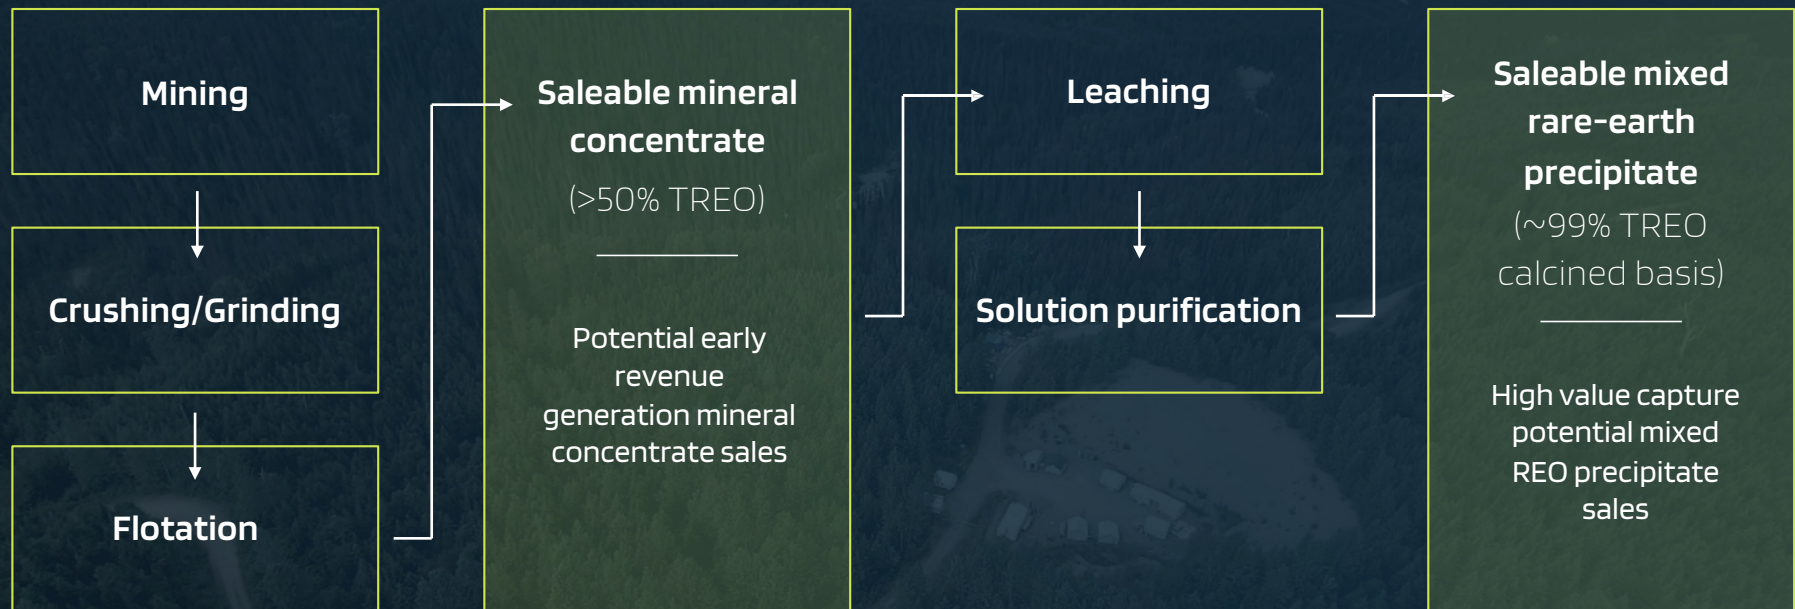 Mining
Crushing/Grinding
Flotation
Saleable mineral
concentrate
(>50% TREO)
Potential early
revenue
generation mineral
concentrate sales
Leaching
Solution purification
Saleable mixed
rare-earth
precipitate
(~99% TREO
calcined basis)
High value capture
potential mixed
REO precipitate
sales